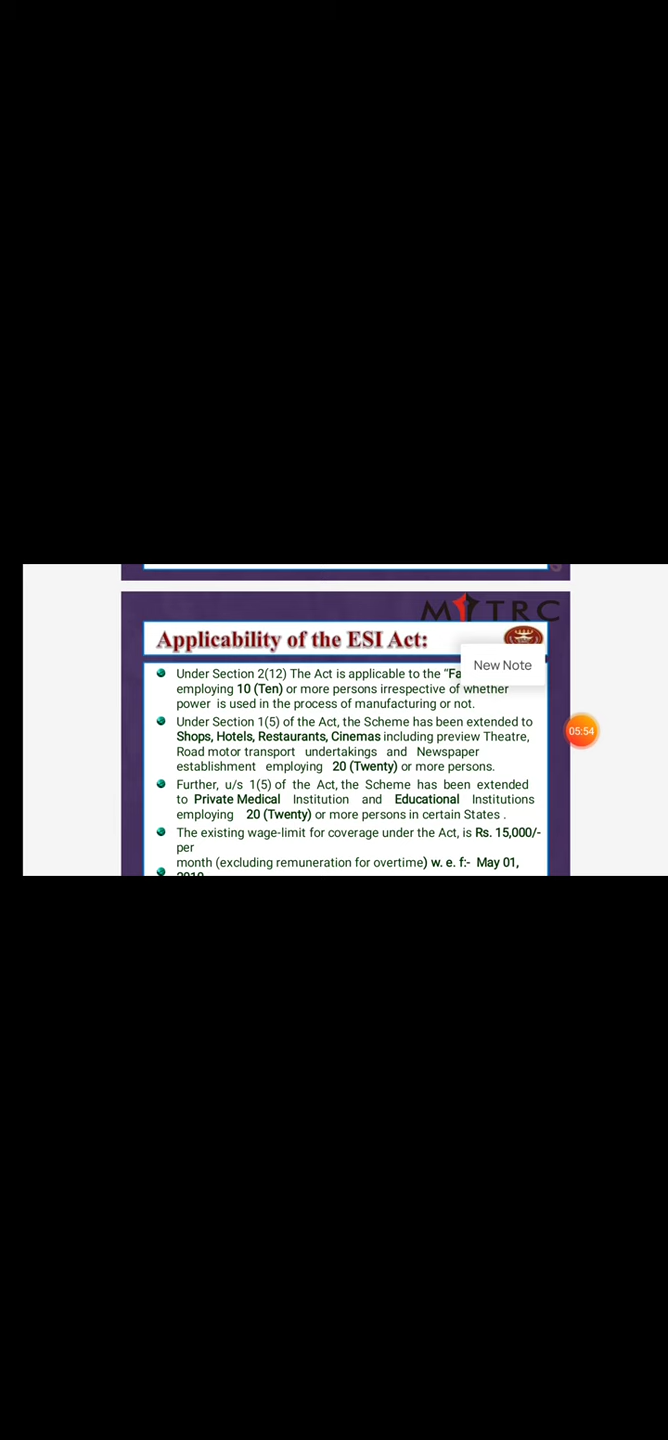 MYTRC
Applicability of the ESI Act:
New Note
Under Section 2(12) The Act is applicable to the “Fa
employing 10 (Ten) or more persons irrespective of whether
power is used in the process of manufacturing or not.
Under Section 1(5) of the Act, the Scheme has been extended to
Shops, Hotels, Restaurants, Cinemas including preview Theatre,
Road motor transport undertakings and Newspaper
establishment employing 20 (Twenty) or more persons.
05:54
Further, u/s 1(5) of the Act, the Scheme has been extended
to Private Medical Institution and Educational Institutions
employing 20 (Twenty) or more persons in certain States .
The existing wage-limit for coverage under the Act, is Rs. 15,000/-
per
month (excluding remuneration for overtime) w. e. f:- May 01,